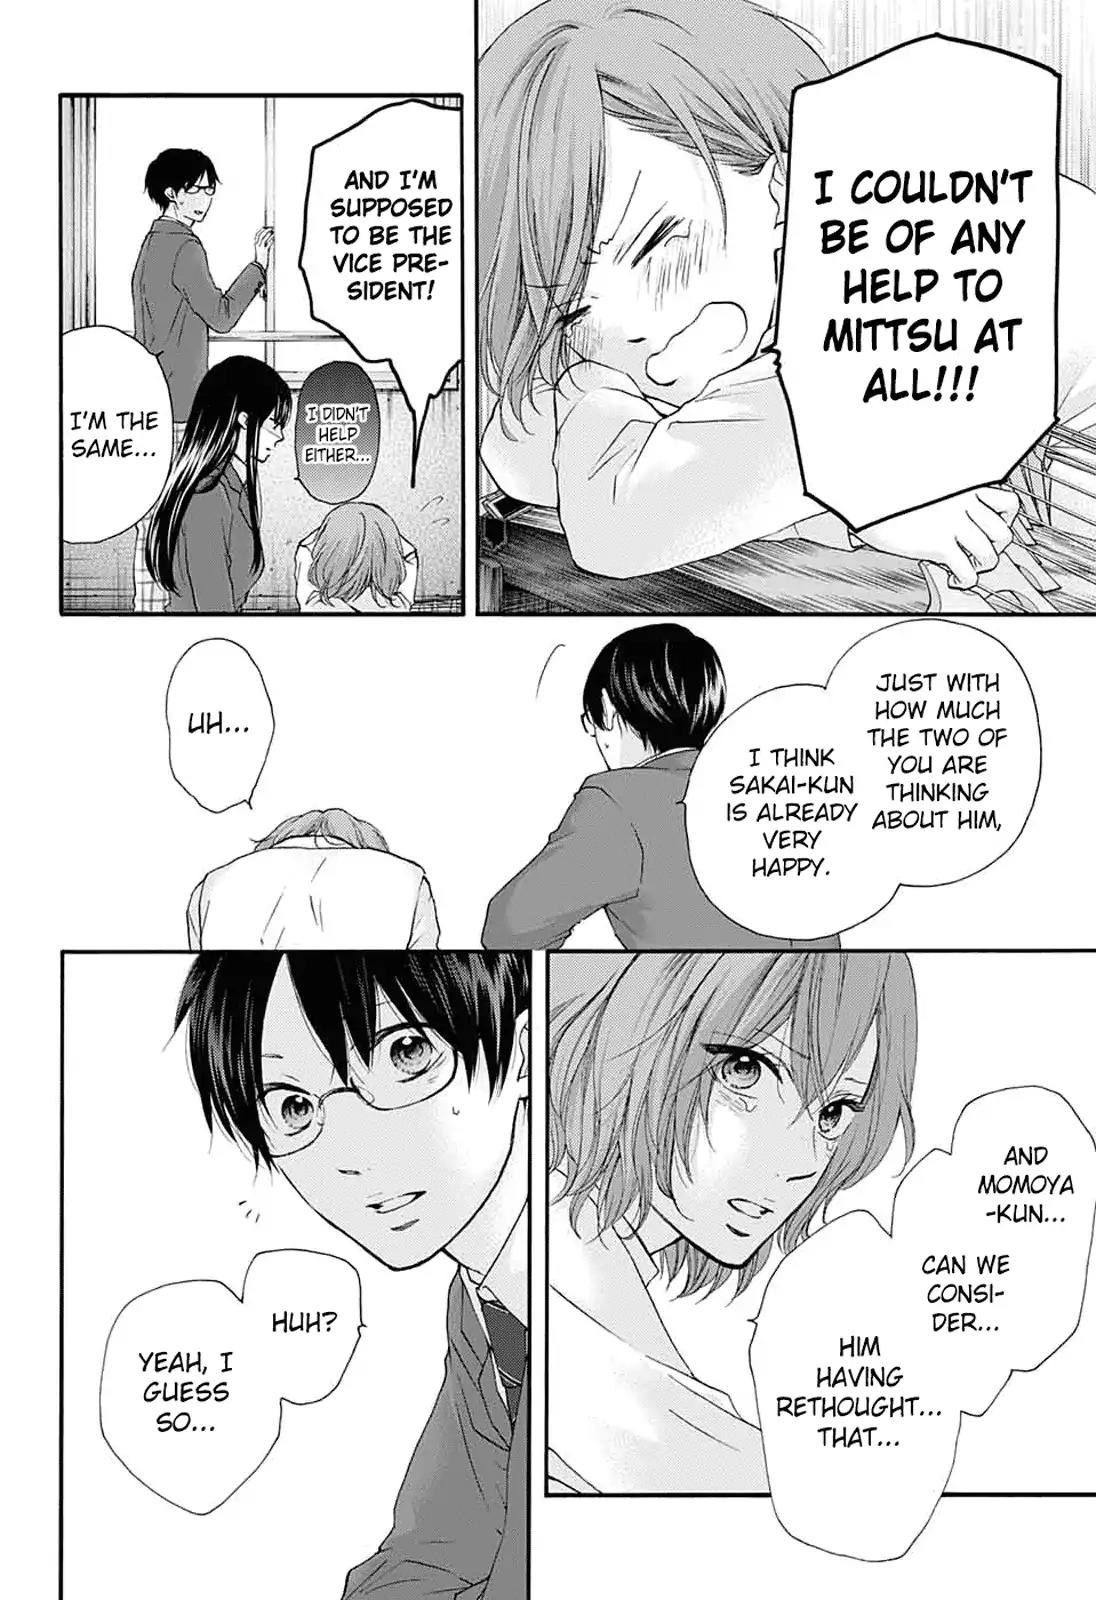 I COULDN'T
BE OF ANY
HELP TO
MITTSU AT
ALL!!!
AND I'M
SUPPOSED
TO BE THE
VICE PRE-
SIDENT!
I DIDN'T
HELP
EITHER...
I'M THE
SAME...
JUST WITH
HOW MUCH
THE TWO OF
YOU ARE
THINKING
ABOUT HIM,
I THINK
SAKAI-KUN
IS ALREADY
VERY
HAPPY.
UH...
AND
MOMOYA
-KUN...
CAN WE
CONSI-
DER...
HIM
HAVING
RETHOUGHT...
THAT...
HUH?
YEAH, I
GUESS
SO...